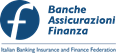 Banche
Assicurazioni
Finanza
Italian Banking Insurance and Finance Federation